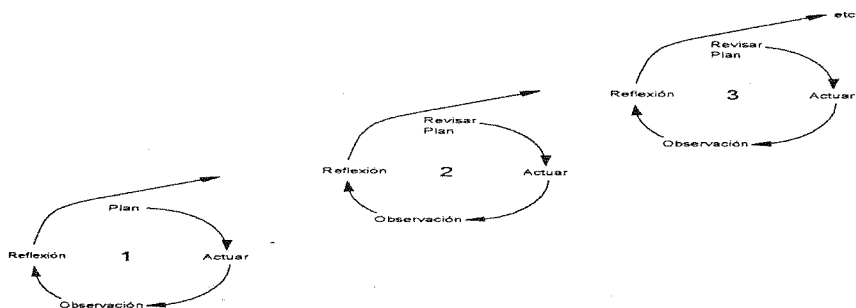 etc
Revisar
Plan
Reflexión
3
Actuar
Observación
Revisar
Plan
Reflexión
2
Actuar
Observación
Plan
Reflexión
1
Actuar
Observación